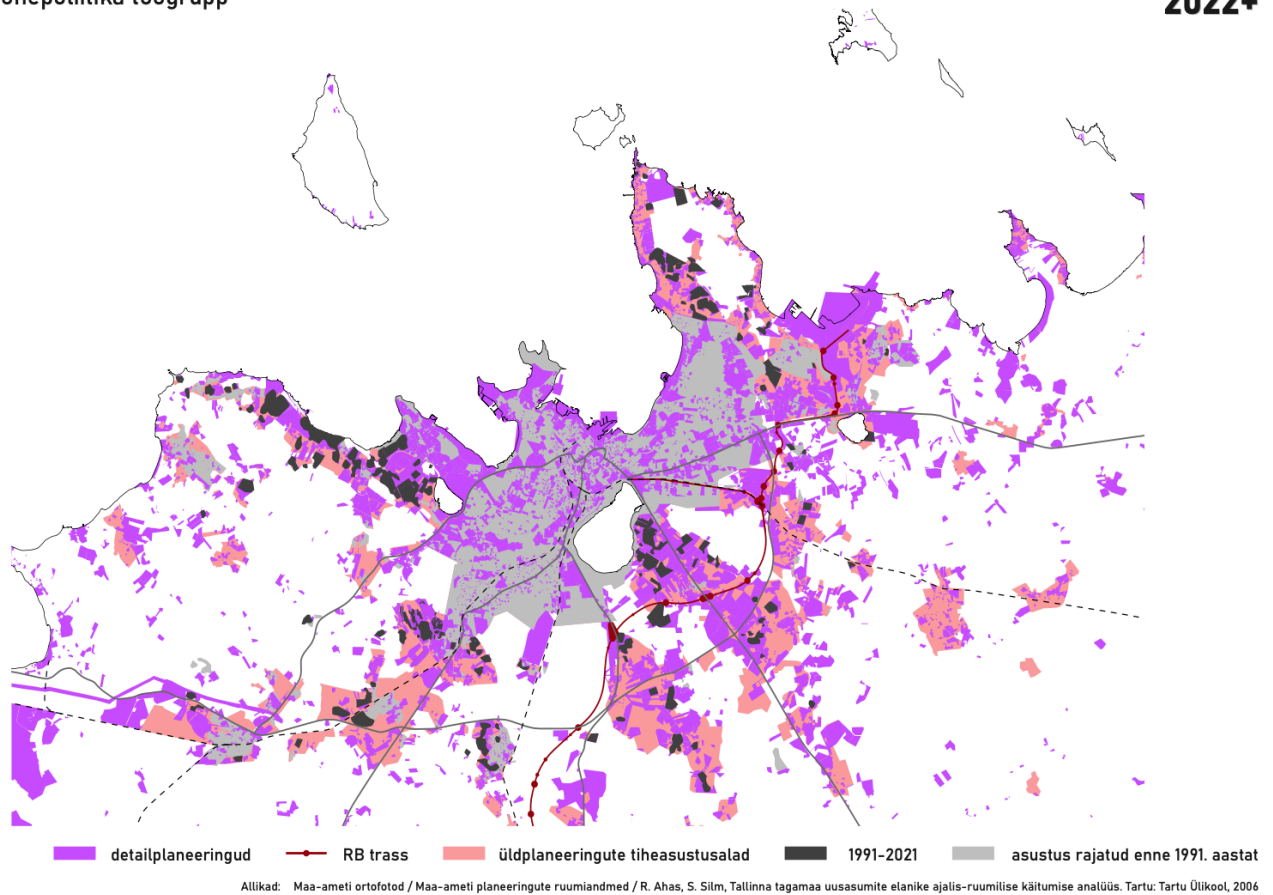 2022+
detailplaneeringud RB trass üldplaneeringute tiheasustusalad 1991-2021 asustus rajatud enne 1991. aastat
Allikad: Maa-ameti ortofotod / Maa-ameti planeeringute ruumiandmed / R. Ahas, S. Silm, Tallinna tagamaa uusasumite elanike ajalis-ruumilise käitumise analüüs. Tartu: Tartu Ülikool, 2006